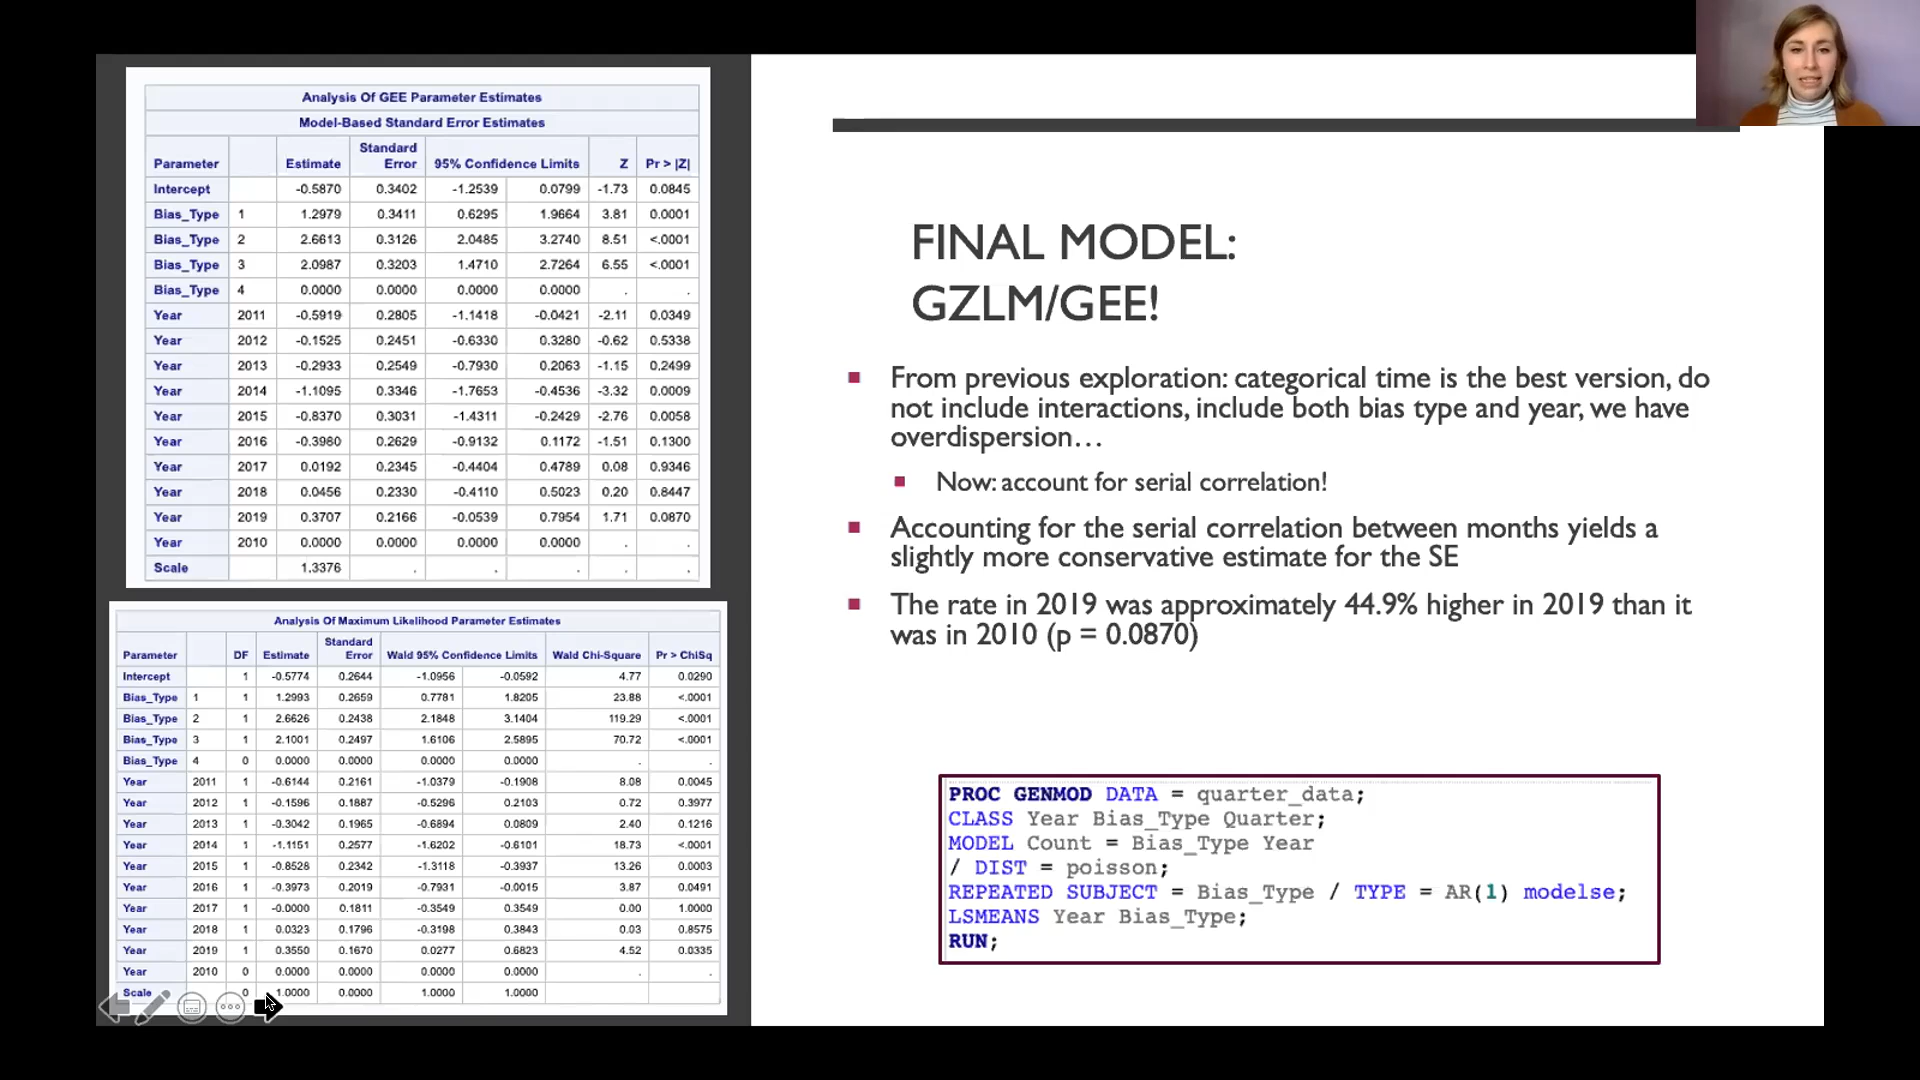 Analysis Of GEE Parameter Estimates
Model-Based Standard Error Estimates
Parameter Estimate Standard Error 95% Confidence Limits Z Pr > |Z|
Intercept -0.5870 0.3402 -1.2539 0.0799 -1.73 0.0845
Bias_Type 1 1.2979 0.3411 0.6295 1.9664 3.81 0.0001
Bias_Type 2 2.6613 0.3126 2.0485 3.2740 8.51 <.0001
Bias_Type 3 2.0987 0.3203 1.4710 2.7264 6.55 <.0001
Bias_Type 4 0.0000 0.0000 0.0000 0.0000 . .
Year 2011 -0.5919 0.2805 -1.1418 -0.0421 -2.11 0.0349
Year 2012 -0.1525 0.2451 -0.6330 0.3280 -0.62 0.5338
Year 2013 -0.2933 0.2549 -0.7930 0.2063 -1.15 0.2499
Year 2014 -1.1095 0.3346 -1.7653 -0.4536 -3.32 0.0009
Year 2015 -0.8370 0.3031 -1.4311 -0.2429 -2.76 0.0058
Year 2016 -0.3980 0.2629 -0.9132 0.1172 -1.51 0.1300
Year 2017 0.0192 0.2345 -0.4404 0.4789 0.08 0.9346
Year 2018 0.0456 0.2330 -0.4110 0.5023 0.20 0.8447
Year 2019 0.3707 0.2166 -0.0539 0.7954 1.71 0.0870
Year 2010 0.0000 0.0000 0.0000 0.0000 . .
Scale 1.3376 . . . . .
Analysis Of Maximum Likelihood Parameter Estimates
Parameter DF Estimate Standard Error Wald 95% Confidence Limits Wald Chi-Square Pr > ChiSq
Intercept 1 -0.5774 0.2644 -1.0956 -0.0592 4.77 0.0290
Bias_Type 1 1 1.2993 0.2659 0.7781 1.8205 23.88 <.0001
Bias_Type 2 1 2.6626 0.2438 2.1848 3.1404 119.29 <.0001
Bias_Type 3 1 2.1001 0.2497 1.6106 2.5895 70.72 <.0001
Bias_Type 4 0 0.0000 0.0000 0.0000 0.0000 . .
Year 2011 1 -0.6144 0.2161 -1.0379 -0.1908 8.08 0.0045
Year 2012 1 -0.1596 0.1887 -0.5296 0.2103 0.72 0.3977
Year 2013 1 -0.3042 0.1965 -0.6894 0.0809 2.40 0.1216
Year 2014 1 -1.1151 0.2577 -1.6202 -0.6101 18.73 <.0001
Year 2015 1 -0.8528 0.2342 -1.3118 -0.3937 13.26 0.0003
Year 2016 1 -0.3973 0.2019 -0.7931 -0.0015 3.87 0.0491
Year 2017 1 -0.0000 0.1811 -0.3549 0.3549 0.00 1.0000
Year 2018 1 0.0323 0.1796 -0.3198 0.3843 0.03 0.8575
Year 2019 1 0.3550 0.1670 0.0277 0.6823 4.52 0.0335
Year 2010 0 0.0000 0.0000 0.0000 0.0000 . .
Scale 0 1.0000 0.0000 1.0000 1.0000
FINAL MODEL:
GZLM/GEE!
From previous exploration: categorical time is the best version, do
not include interactions, include both bias type and year, we have
overdispersion…
Now: account for serial correlation!
Accounting for the serial correlation between months yields a
slightly more conservative estimate for the SE
The rate in 2019 was approximately 44.9% higher in 2019 than it
was in 2010 (p = 0.0870)
PROC GENMOD DATA = quarter_data;
CLASS Year Bias_Type Quarter;
MODEL Count = Bias_Type Year
/ DIST = poisson;
REPEATED SUBJECT = Bias_Type / TYPE = AR(1) modelse;
LSMEANS Year Bias_Type;
RUN;